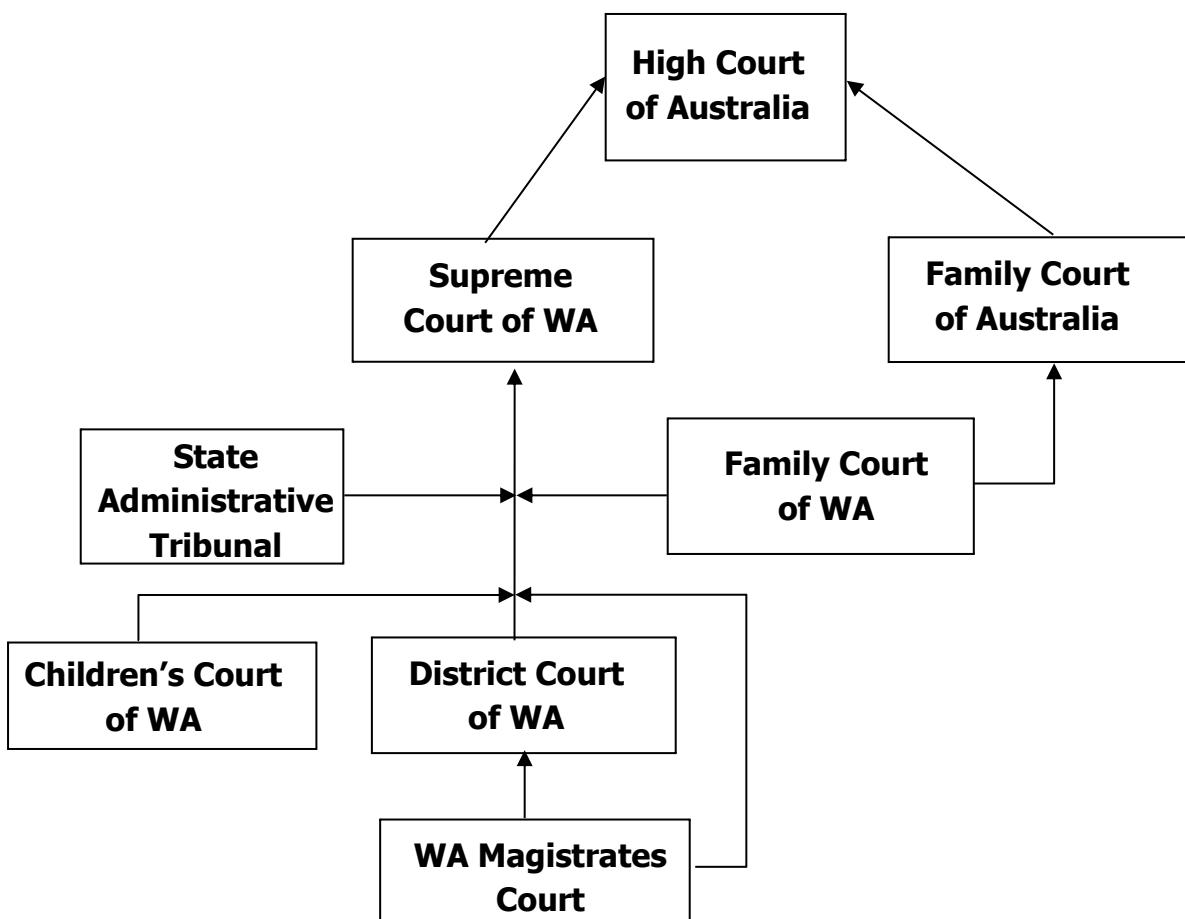 High Court
of Australia
Supreme
Court of WA
Family Court
of Australia
State
Administrative
Tribunal
Family Court
of WA
Children’s Court
of WA
District Court
of WA
WA Magistrates
Court